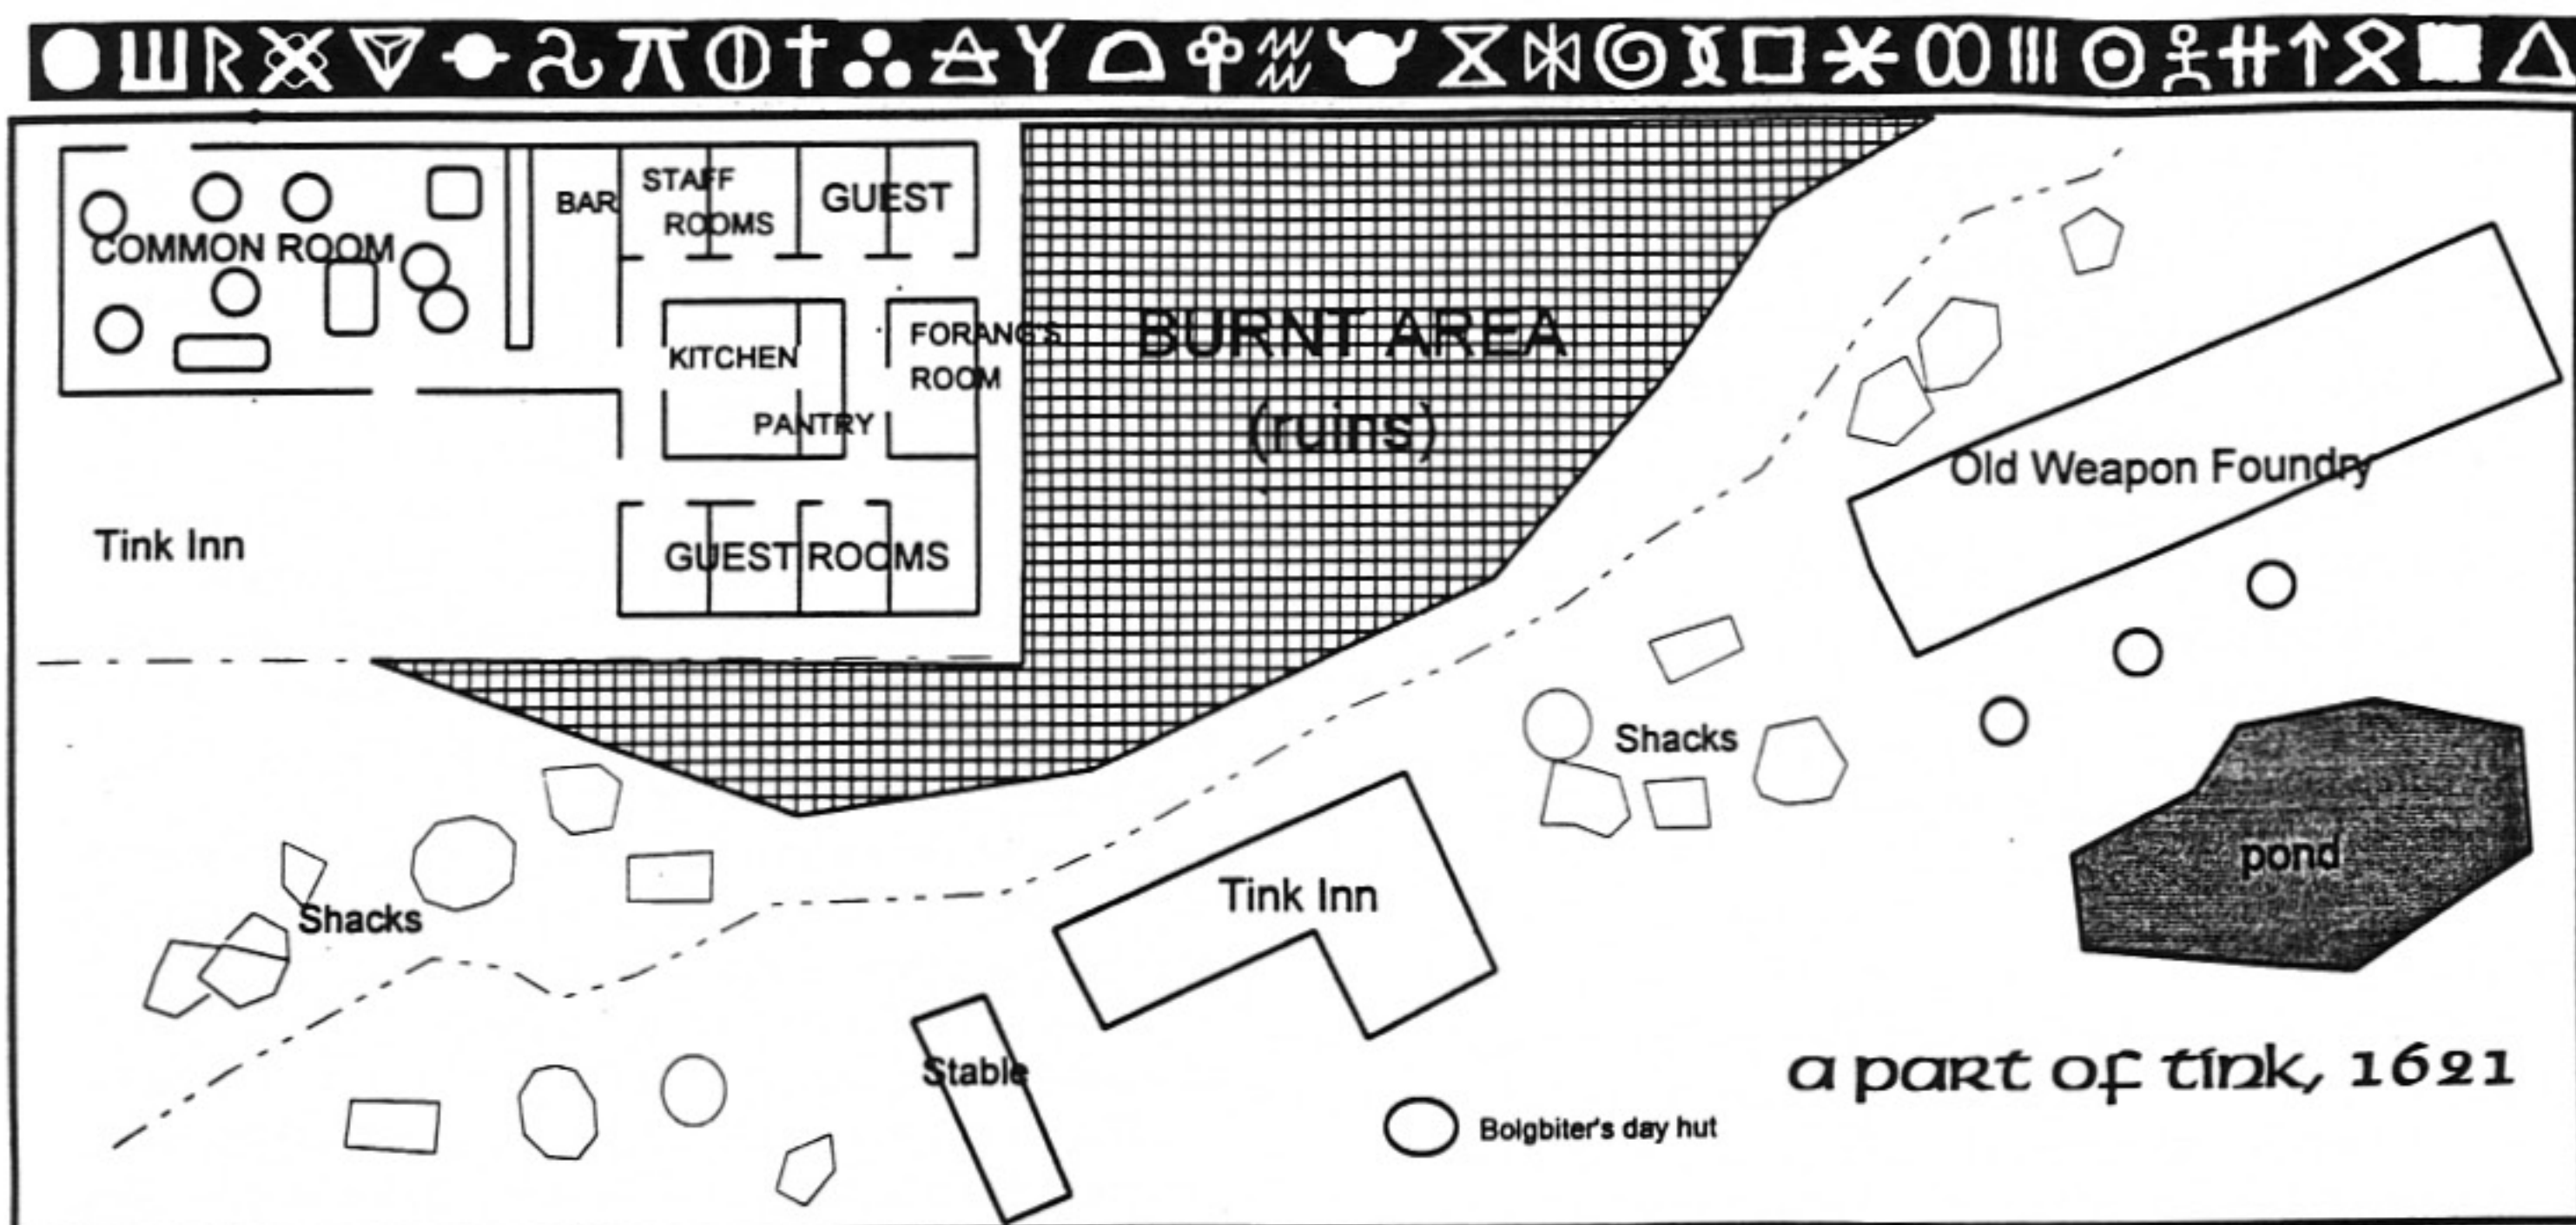 STAFF
BAR
GUEST
ROOMS
COMMON ROOM
FORANG'S
BURNT AREA
KITCHEN
ROOM
(ruins)
PANTRY
Old Weapon Foundry
Tink Inn
GUEST ROOMS
Shacks
pond
Tink Inn
Shacks
Stable
a part of tink, 1621
Bolgbiter's day hut